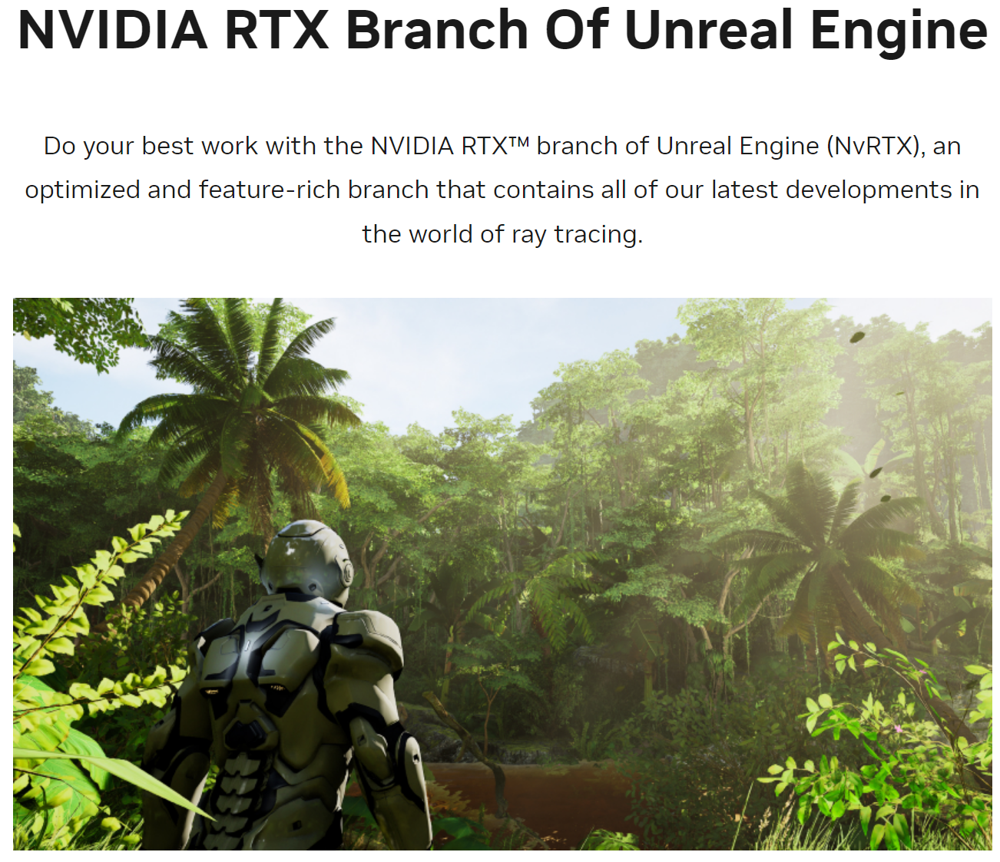 NVIDIA RTX Branch Of Unreal Engine
Do your best work with the NVIDIA RTX™ branch of Unreal Engine (NvRTX), an
optimized and feature-rich branch that contains all of our latest developments in
the world of ray tracing.